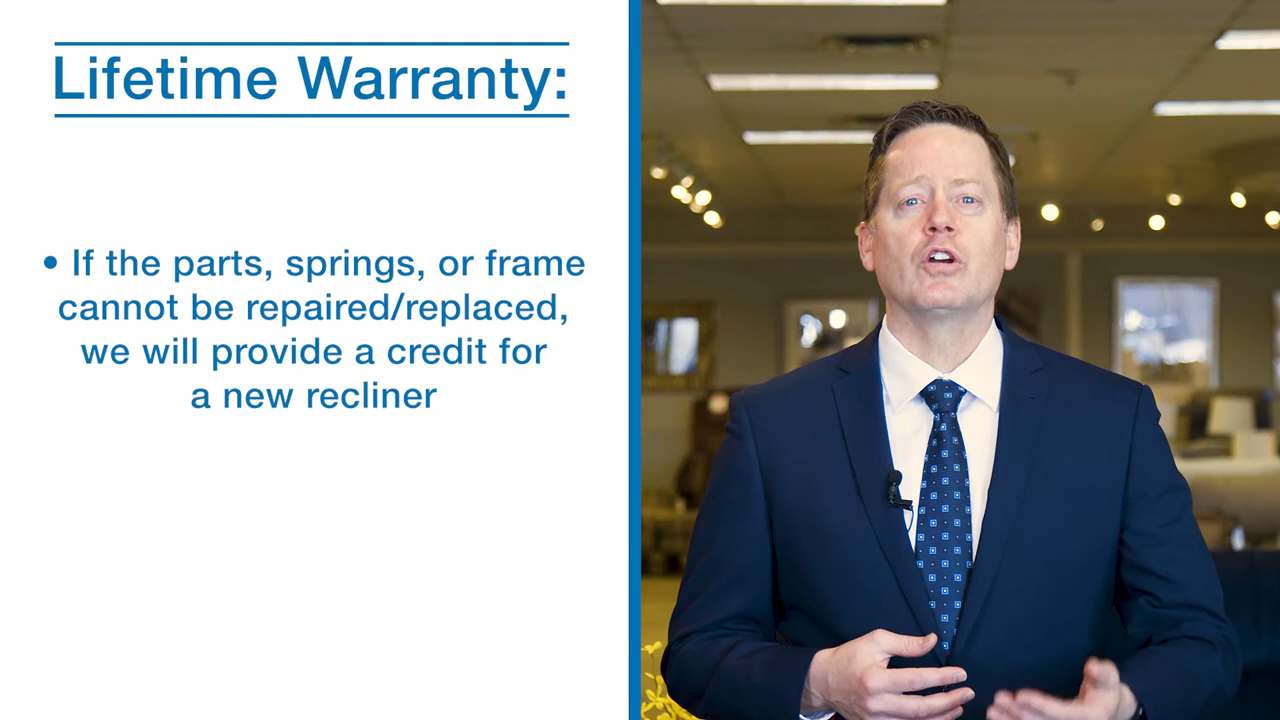 Lifetime Warranty:
• If the parts, springs, or frame
cannot be repaired/replaced,
we will provide a credit for
a new recliner